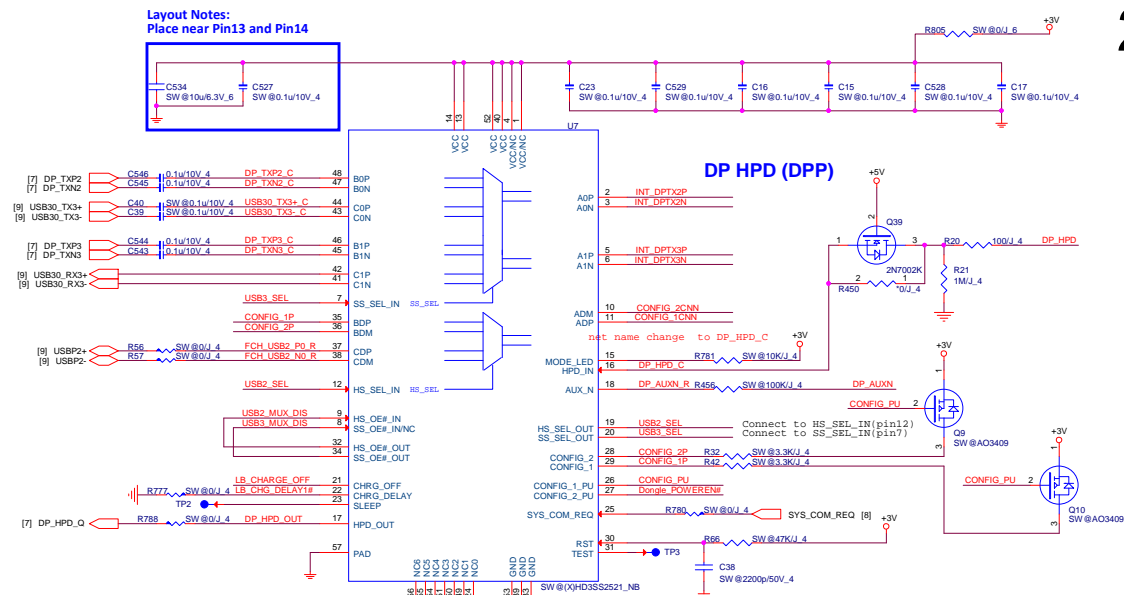 Layout Notes:
Place near Pin13 and Pin14
C534
SW@10u/6.3V_6
C527
SW@0.1u/10V_4
C23
SW@0.1u/10V_4
C529
SW@0.1u/10V_4
C16
SW@0.1u/10V_4
C15
SW@0.1u/10V_4
C528
SW@0.1u/10V_4
C17
SW@0.1u/10V_4
R805 SW@0/J_6
+3V
U7
14 13 52 40 4 1
VCC VCC VCC VCC VCC/NC VCC/NC
DP HPD (DPP)
[7] DP_TXP2 C546 0.1u/10V_4 DP_TXP2_C 48 B0P
[7] DP_TXN2 C545 0.1u/10V_4 DP_TXN2_C 47 B0N
[9] USB30_TX3+ C40 SW@0.1u/10V_4 USB30_TX3+_C 44 C0P
[9] USB30_TX3- C39 SW@0.1u/10V_4 USB30_TX3-_C 43 C0N
[7] DP_TXP3 C544 0.1u/10V_4 DP_TXP3_C 46 B1P
[7] DP_TXN3 C543 0.1u/10V_4 DP_TXN3_C 45 B1N
[9] USB30_RX3+ 42 C1P
[9] USB30_RX3- 41 C1N
USB3_SEL 7 SS_SEL_IN SS_SEL
CONFIG_1P 35 BDP
CONFIG_2P 36 BDM
[9] USBP2+ R56 SW@0/J_4 FCH_USB2_P0_R 37 CDP
[9] USBP2- R57 SW@0/J_4 FCH_USB2_N0_R 38 CDM
USB2_SEL 12 HS_SEL_IN HS_SEL
USB2_MUX_DIS 9 HS_OE#_IN
USB3_MUX_DIS 8 SS_OE#_IN/NC
32 HS_OE#_OUT
34 SS_OE#_OUT
LB_CHARGE_OFF 21 CHRG_OFF
R777 SW@0/J_4 LB_CHG_DELAY1# 22 CHRG_DELAY
TP2 23 SLEEP
[7] DP_HPD_Q R788 SW@0/J_4 DP_HPD_OUT 17 HPD_OUT
57 PAD
A0P 2 INT_DPTX2P
A0N 3 INT_DPTX2N
A1P 5 INT_DPTX3P
A1N 6 INT_DPTX3N
ADM 10 CONFIG_2CNN
ADP 11 CONFIG_1CNN
net name change to DP_HPD_C
MODE_LED 15 R781 SW@10K/J_4 +3V
HPD_IN 16 DP_HPD_C
AUX_N 18 DP_AUXN_R R456 SW@100K/J_4 DP_AUXN
HS_SEL_OUT 19 USB2_SEL Connect to HS_SEL_IN(pin12)
SS_SEL_OUT 20 USB3_SEL Connect to SS_SEL_IN(pin7)
CONFIG_2 28 CONFIG_2P R32 SW@3.3K/J_4
CONFIG_1 29 CONFIG_1P R42 SW@3.3K/J_4
CONFIG_1_PU 26 CONFIG_PU
CONFIG_2_PU 27 Dongle_POWEREN#
SYS_COM_REQ 25 R780 SW@0/J_4 SYS_COM_REQ [8]
RST 30 R66 SW@47K/J_4 +3V
TEST 31 TP3
C38
SW@2200p/50V_4
+5V
2
1 Q39 3
2N7002K
R450 2 1 *0/J_4
R20 100/J_4 DP_HPD
R21
1M/J_4
+3V
1
CONFIG_PU 2
3
Q9
SW@AO3409
+3V
1
CONFIG_PU 2
3
Q10
SW@AO3409
NC6 NC5 NC4 NC3 NC2 NC1 NC0 GND GND GND
SW@(X)HD3SS2521_NB